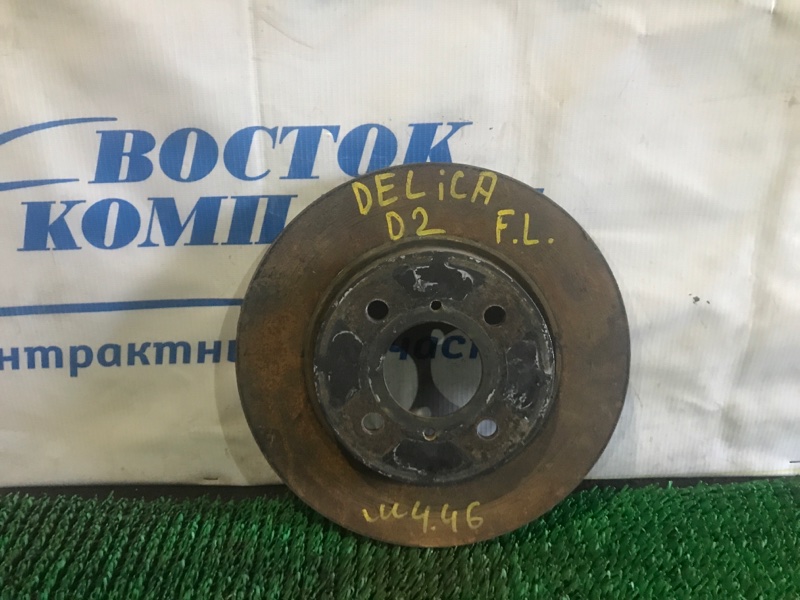 ВОСТОК
КОМП
нтрактн
час
DELiCA
D2 F.L.
м4.46